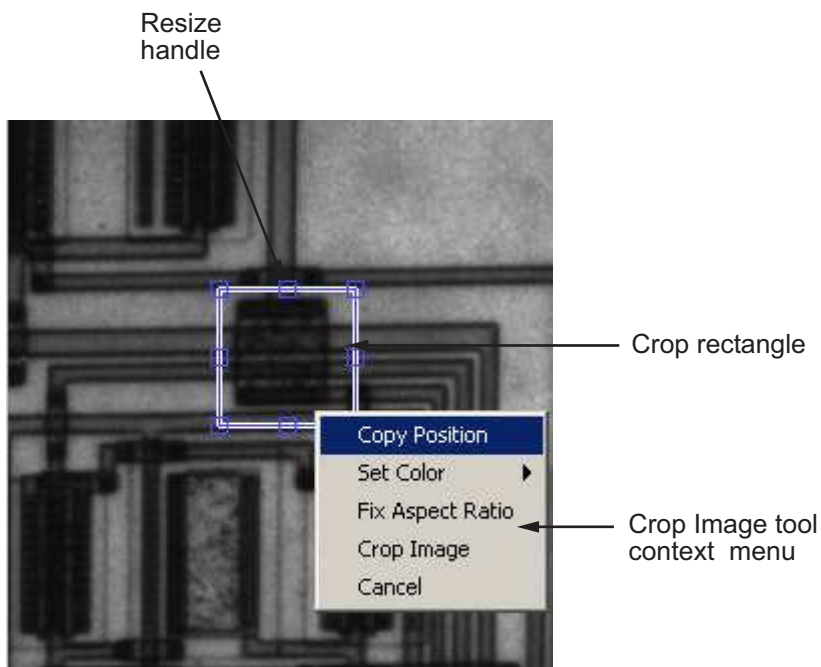 Resize
handle
Crop rectangle
Copy Position
Set Color
Fix Aspect Ratio
Crop Image
Cancel
Crop Image tool
context menu